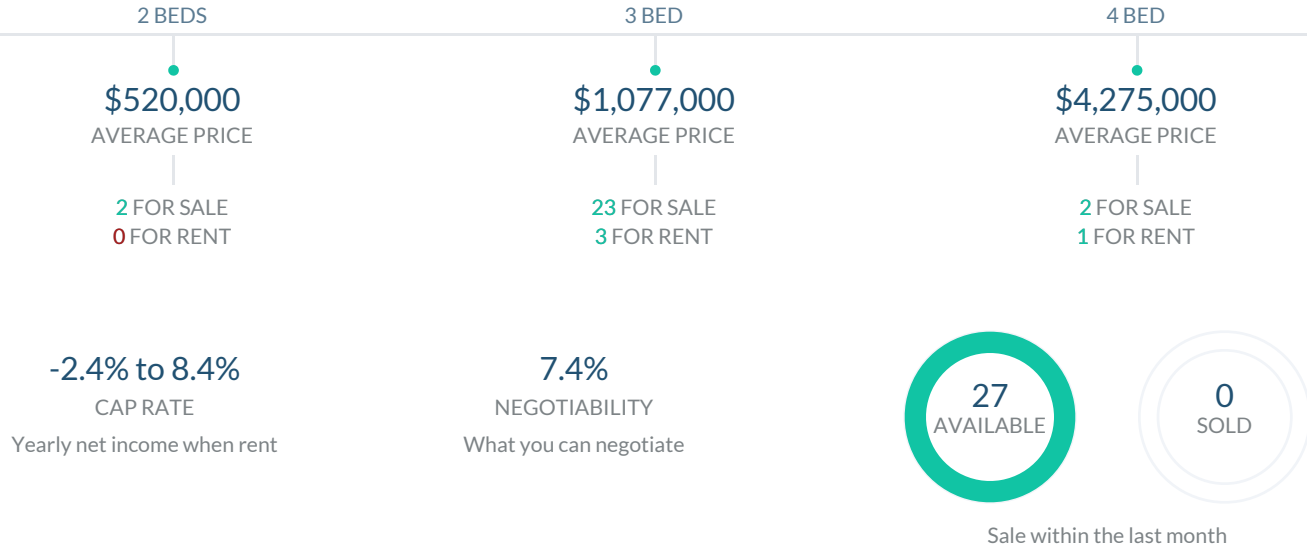 2 BEDS
$520,000
AVERAGE PRICE
2 FOR SALE
0 FOR RENT
3 BED
$1,077,000
AVERAGE PRICE
23 FOR SALE
3 FOR RENT
4 BED
$4,275,000
AVERAGE PRICE
2 FOR SALE
1 FOR RENT
-2.4% to 8.4%
CAP RATE
Yearly net income when rent
7.4%
NEGOTIABILITY
What you can negotiate
27
AVAILABLE
0
SOLD
Sale within the last month